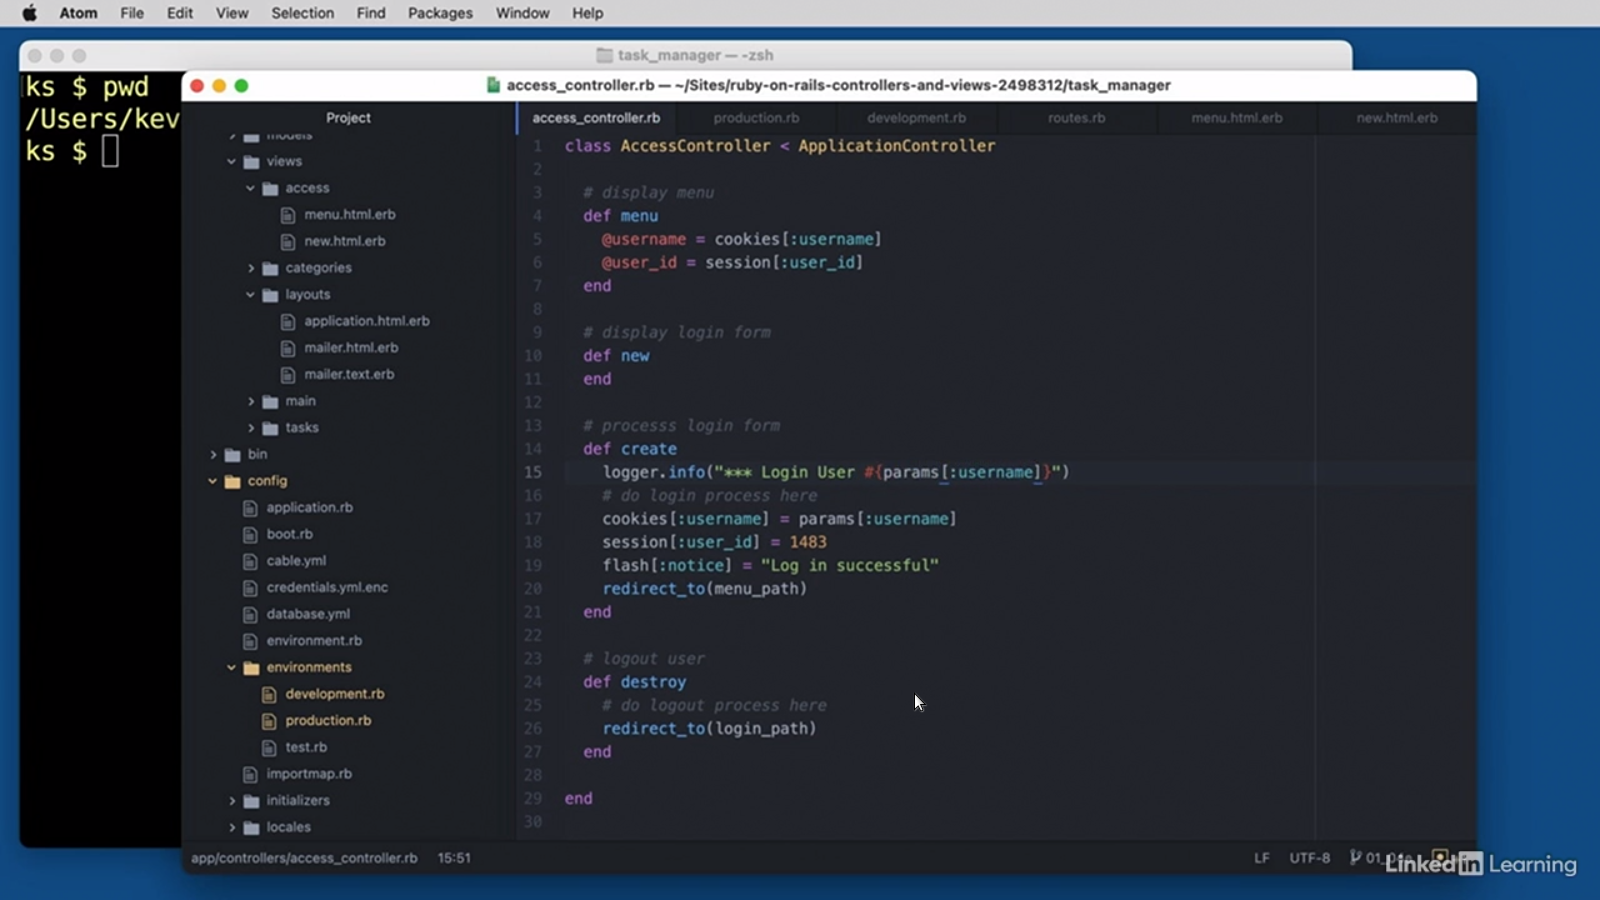 Atom File Edit View Selection Find Packages Window Help
task_manager — -zsh
ks $ pwd
/Users/kev
ks $
access_controller.rb — ~/Sites/ruby-on-rails-controllers-and-views-2498312/task_manager
Project
models
views
access
menu.html.erb
new.html.erb
categories
layouts
application.html.erb
mailer.html.erb
mailer.text.erb
main
tasks
bin
config
application.rb
boot.rb
cable.yml
credentials.yml.enc
database.yml
environment.rb
environments
development.rb
production.rb
test.rb
importmap.rb
initializers
locales
access_controller.rb production.rb development.rb routes.rb menu.html.erb new.html.erb
1 class AccessController < ApplicationController
2
3 # display menu
4 def menu
5 @username = cookies[:username]
6 @user_id = session[:user_id]
7 end
8
9 # display login form
10 def new
11 end
12
13 # processs login form
14 def create
15 logger.info("*** Login User #{params[:username]}")
16 # do login process here
17 cookies[:username] = params[:username]
18 session[:user_id] = 1483
19 flash[:notice] = "Log in successful"
20 redirect_to(menu_path)
21 end
22
23 # logout user
24 def destroy
25 # do logout process here
26 redirect_to(login_path)
27 end
28
29 end
30
app/controllers/access_controller.rb 15:51 LF UTF-8
LinkedIn Learning